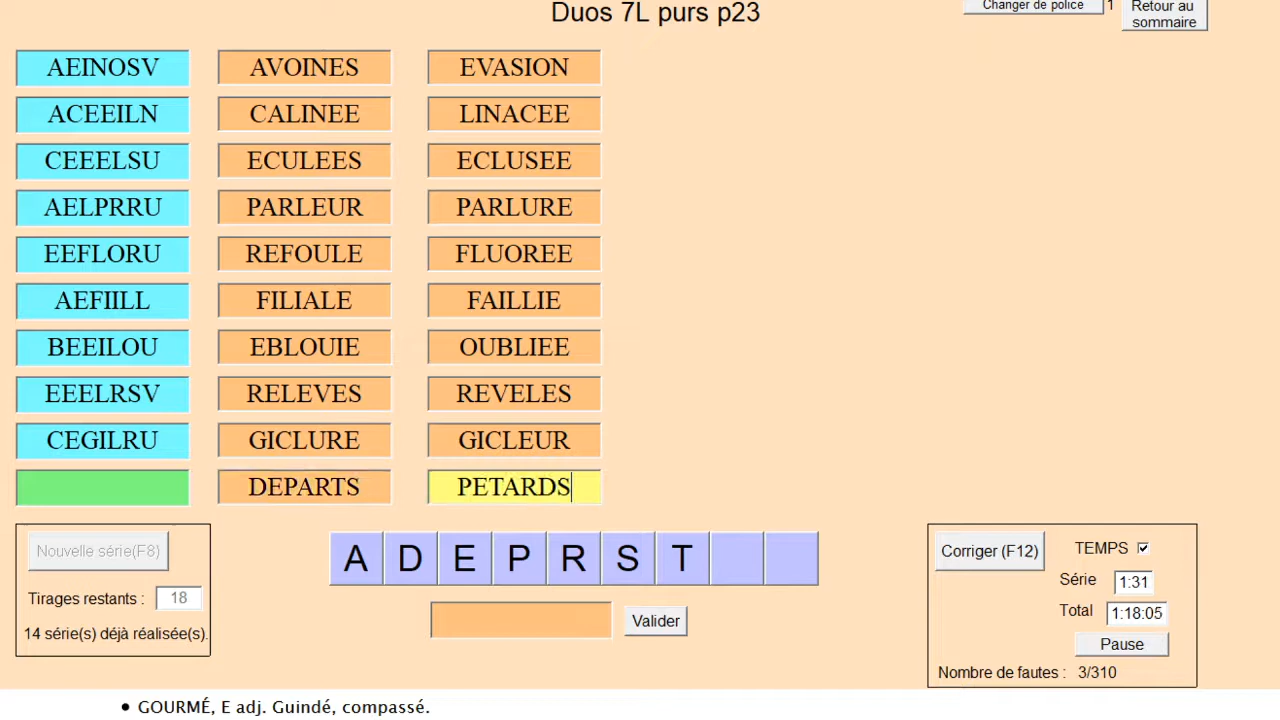 Duos 7L purs p23
Changer de police 1 Retour au sommaire
AEINOSV AVOINES EVASION
ACEEILN CALINEE LINACEE
CEEELSU ECULEES ECLUSEE
AELPRRU PARLEUR PARLURE
EEFLORU REFOULE FLUOREE
AEFIILL FILIALE FAILLIE
BEEILOU EBLOUIE OUBLIEE
EEELRSV RELEVES REVELES
CEGILRU GICLURE GICLEUR
DEPARTS PETARDS
Nouvelle série(F8)
Tirages restants : 18
14 série(s) déjà réalisée(s).
A D E P R S T
Valider
Corriger (F12) TEMPS
Série 1:31
Total 1:18:05
Pause
Nombre de fautes : 3/310
• GOURMÉ, E adj. Guindé, compassé.